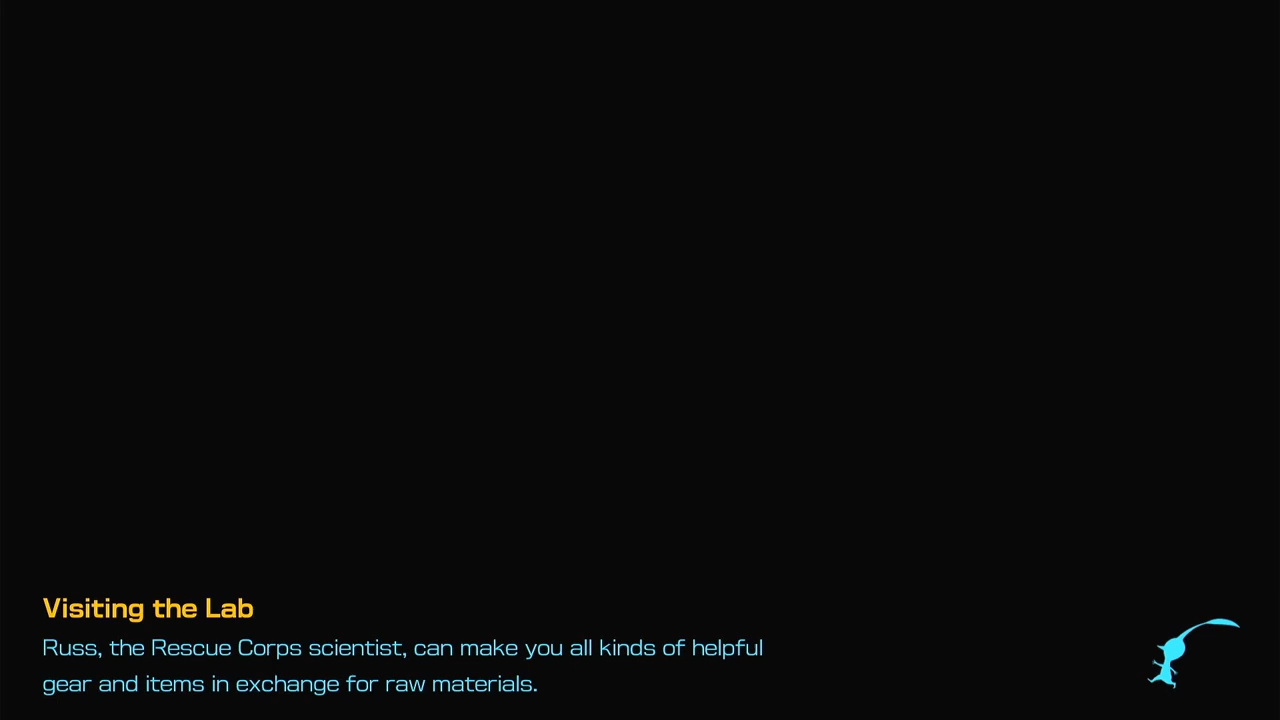 Visiting the Lab
Russ, the Rescue Corps scientist, can make you all kinds of helpful
gear and items in exchange for raw materials.